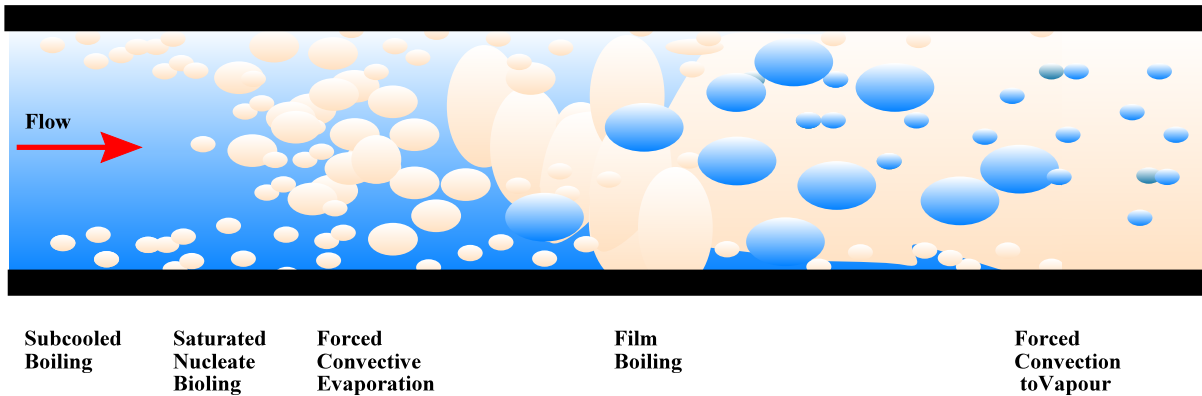 Flow
Subcooled
Boiling
Saturated
Nucleate
Bioling
Forced
Convective
Evaporation
Film
Boiling
Forced
Convection
toVapour